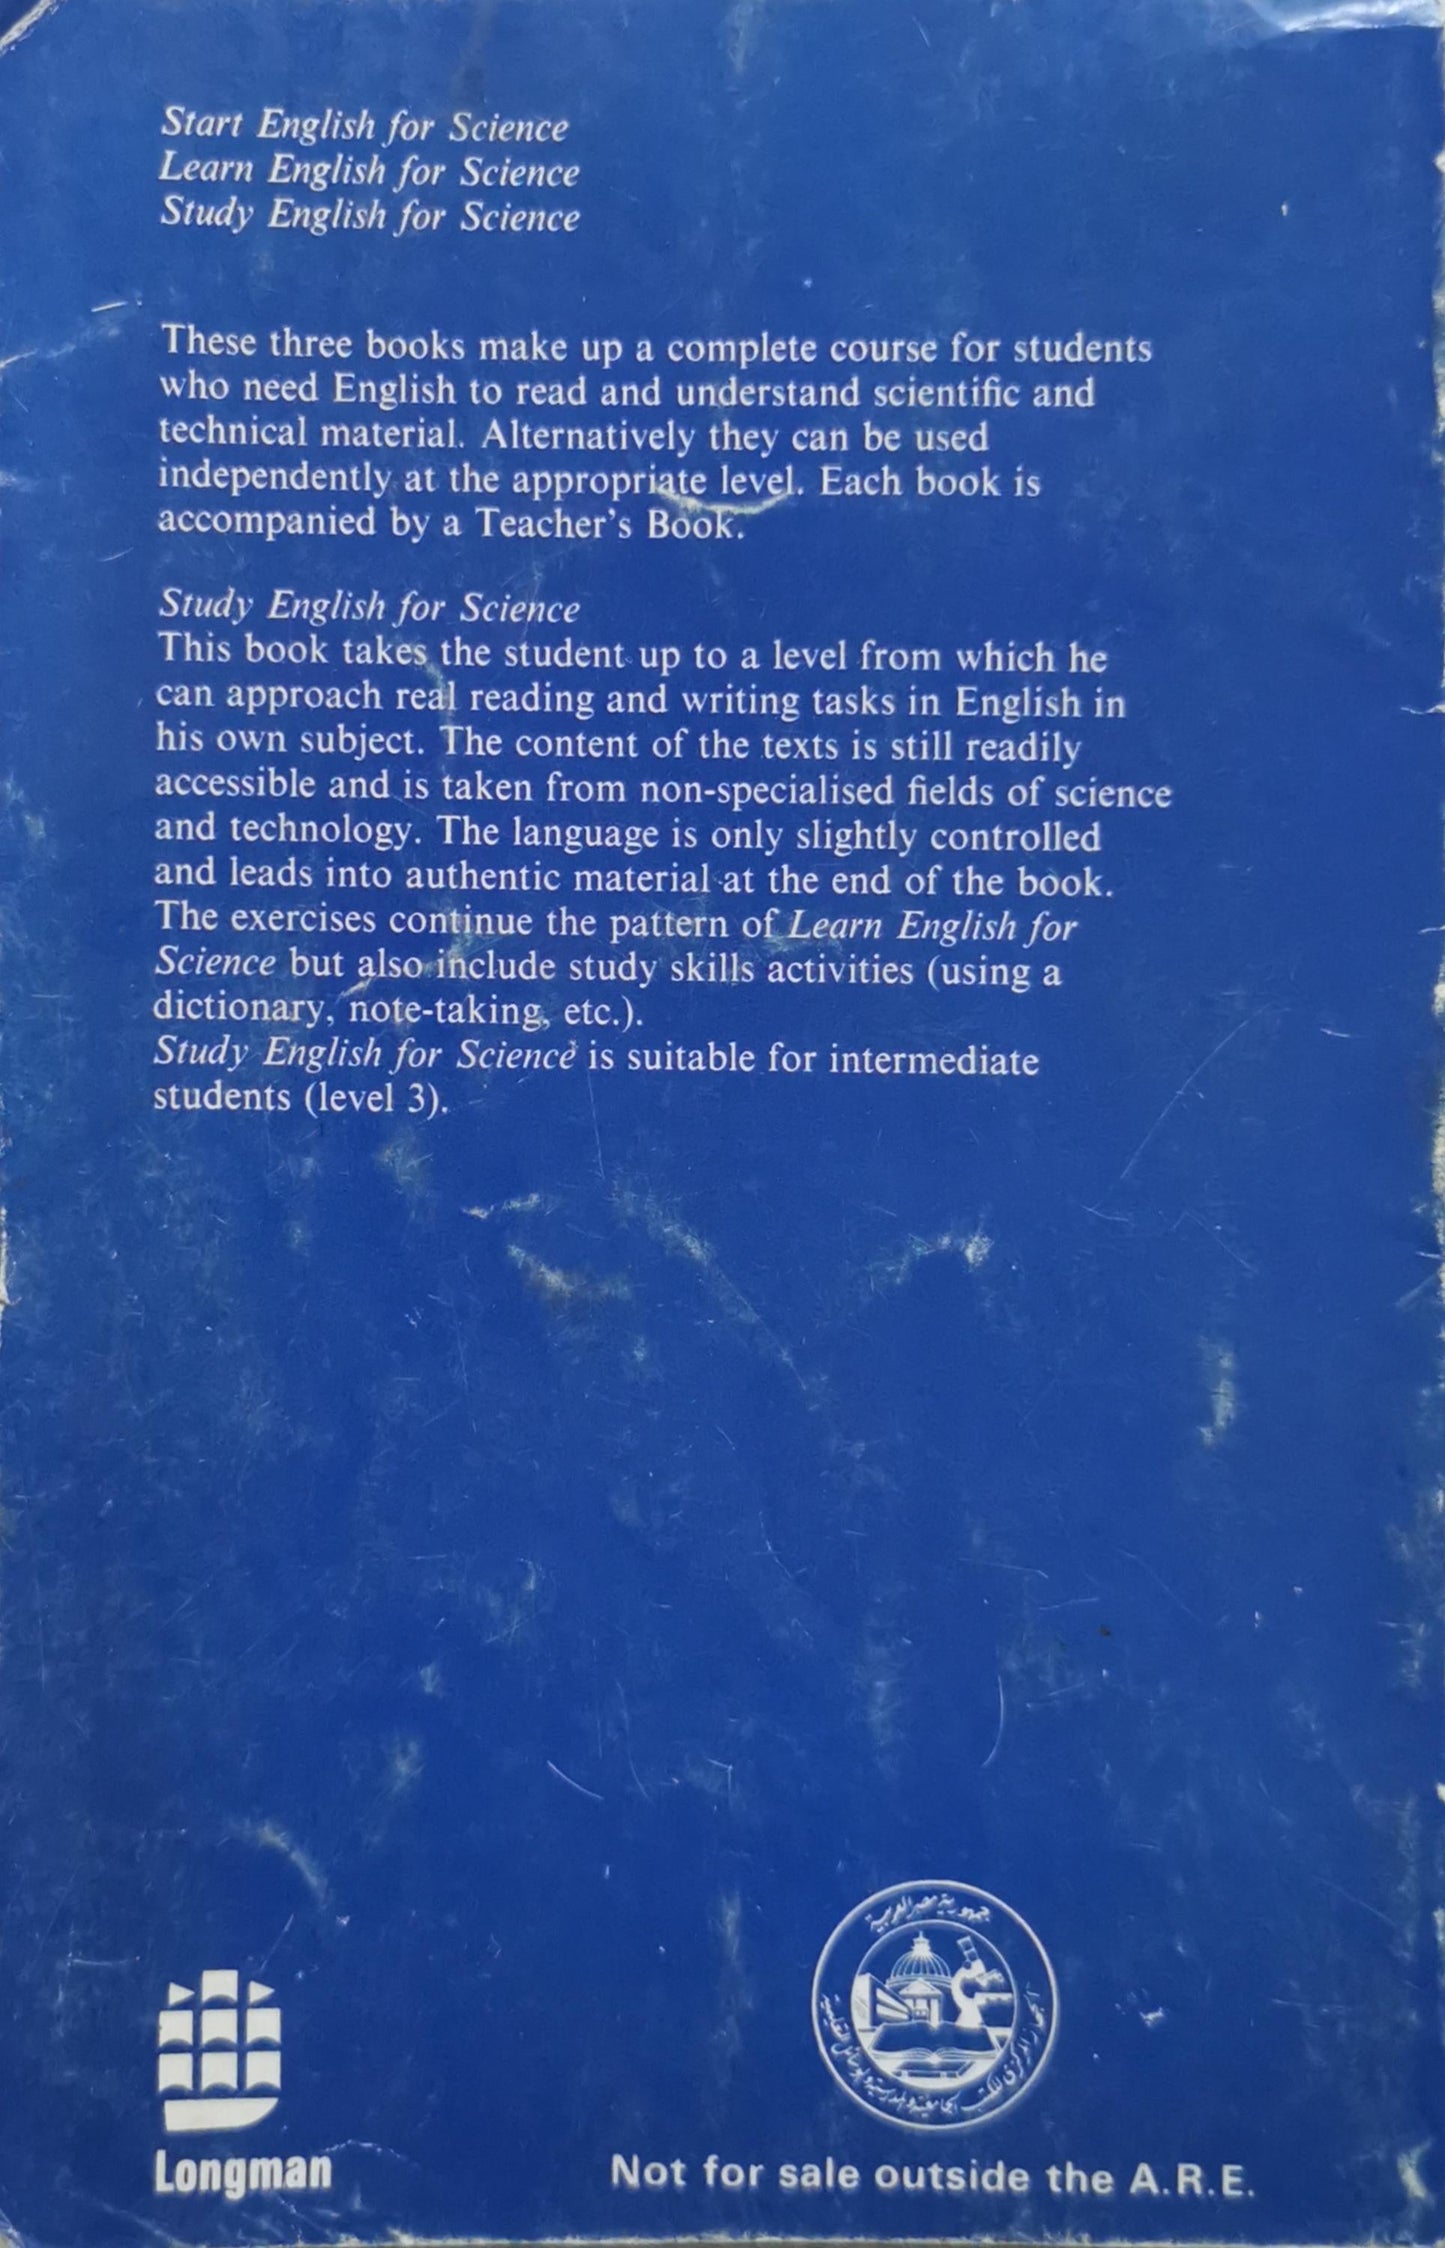 Start English for Science
Learn English for Science
Study English for Science
These three books make up a complete course for students
who need English to read and understand scientific and
technical material. Alternatively they can be used
independently at the appropriate level. Each book is
accompanied by a Teacher's Book.
Study English for Science
This book takes the student up to a level from which he
can approach real reading and writing tasks in English in
his own subject. The content of the texts is still readily
accessible and is taken from non-specialised fields of science
and technology. The language is only slightly controlled
and leads into authentic material at the end of the book.
The exercises continue the pattern of Learn English for
Science but also include study skills activities (using a
dictionary, note-taking, etc.).
Study English for Science is suitable for intermediate
students (level 3).
جمهورية مصر العربية
الجهاز المركزى للكتب الجامعية والمدرسية والوسائل التعليمية
Longman
Not for sale outside the A.R.E.